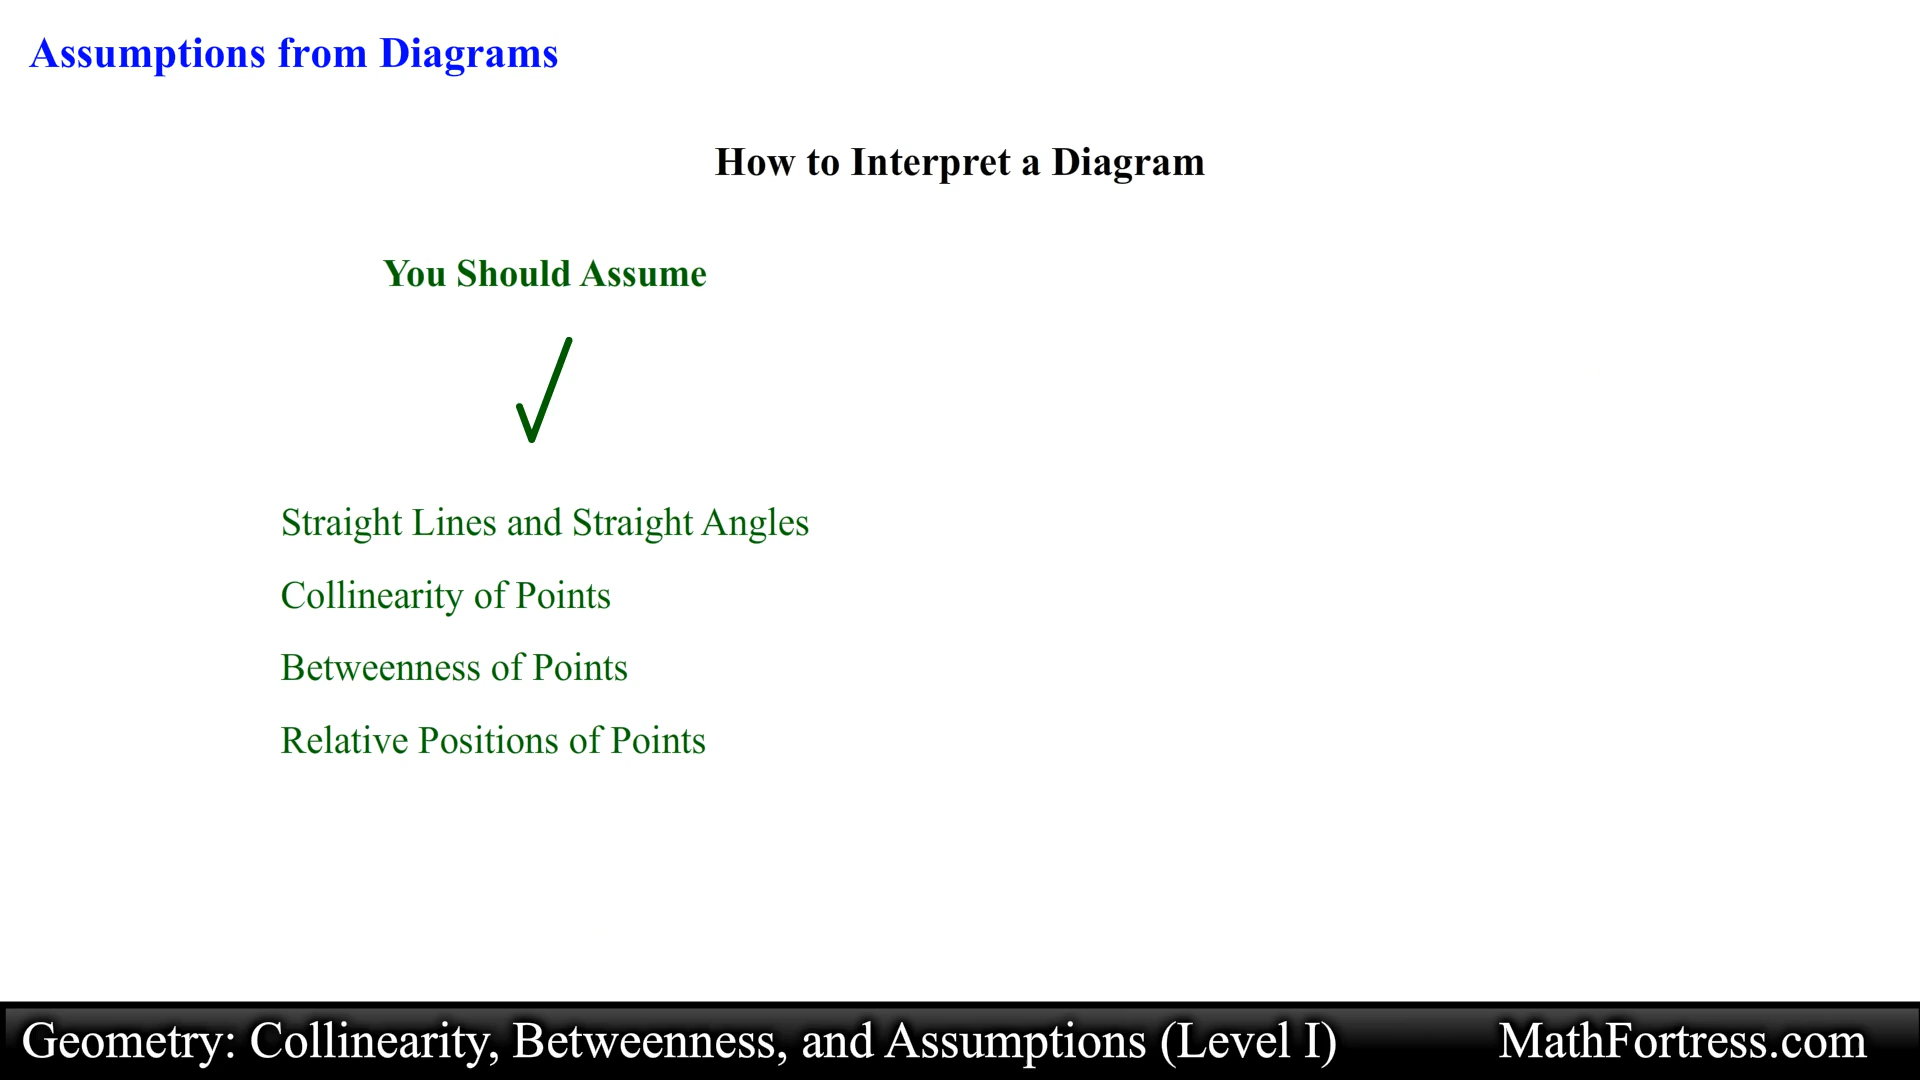 Assumptions from Diagrams
How to Interpret a Diagram
You Should Assume
Straight Lines and Straight Angles
Collinearity of Points
Betweenness of Points
Relative Positions of Points
Geometry: Collinearity, Betweenness, and Assumptions (Level I)
MathFortress.com